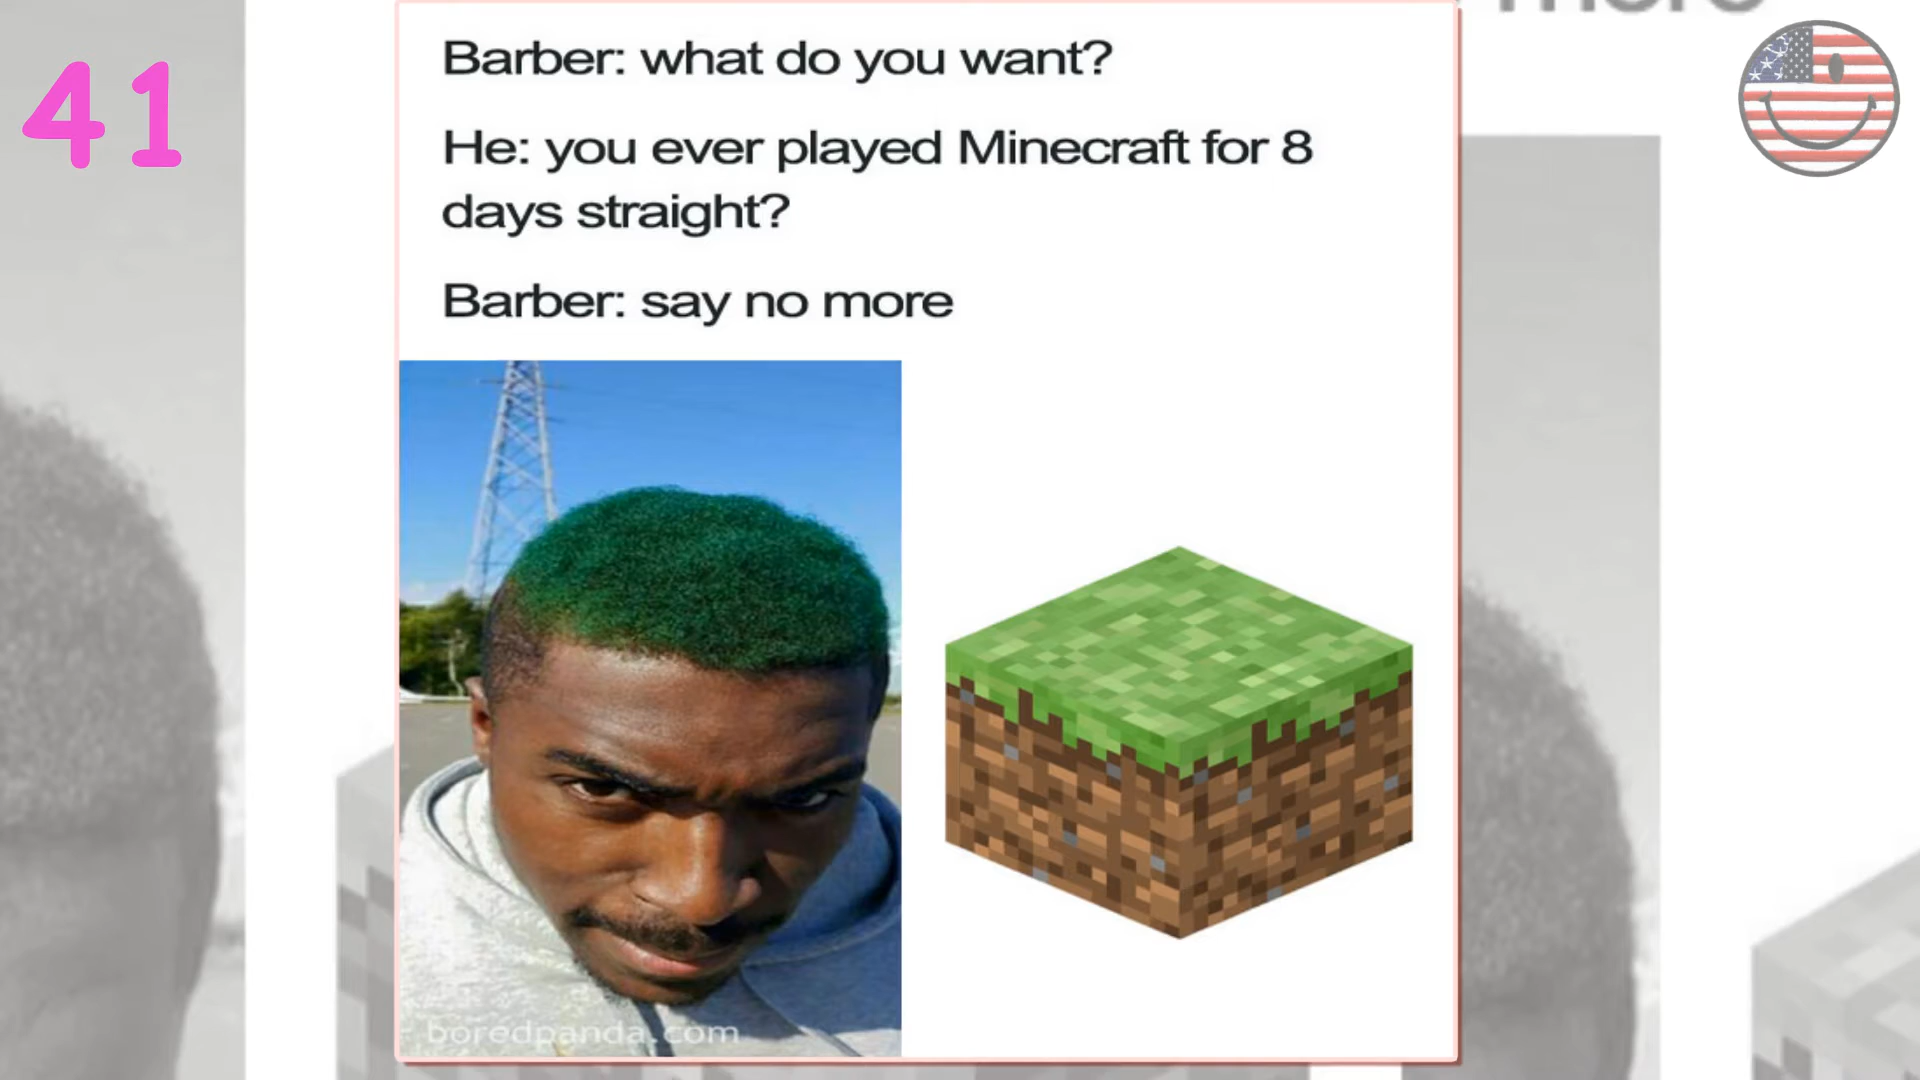 more
41
Barber: what do you want?
He: you ever played Minecraft for 8
days straight?
Barber: say no more
boredpanda.com